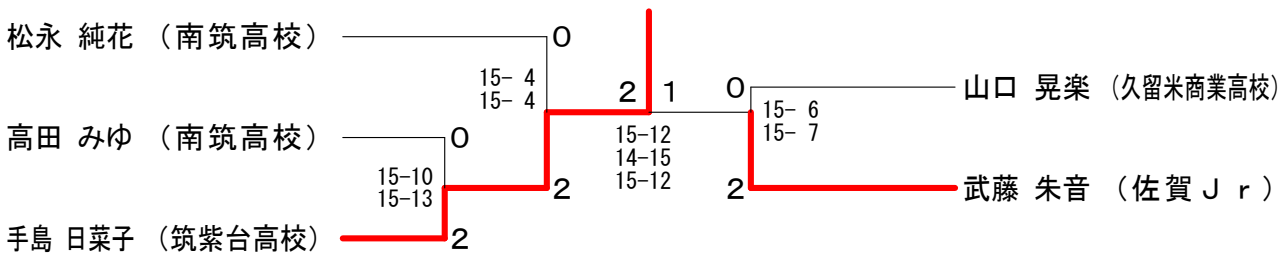 松永 純花 （南筑高校） 0
15- 4
15- 4
2 1
0
山口 晃楽 （久留米商業高校）
15- 6
15- 7
高田 みゆ （南筑高校） 0
15-12
14-15
15-12
15-10
15-13
2
2
武藤 朱音 （佐賀Ｊｒ）
手島 日菜子 （筑紫台高校） 2